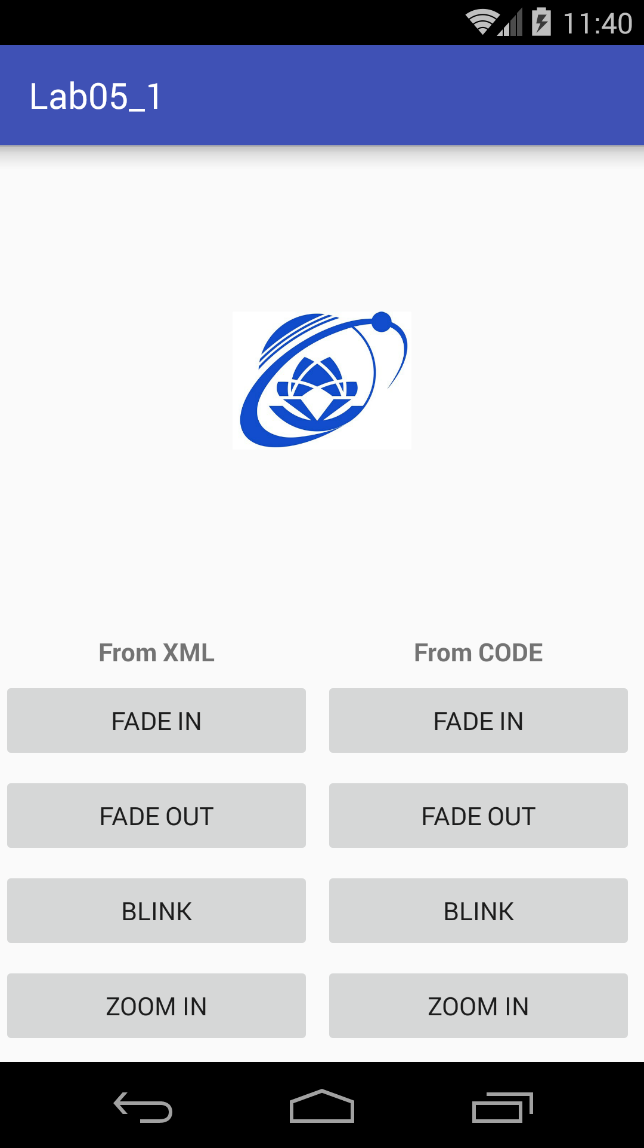 11:40
Lab05_1
From XML From CODE
FADE IN FADE IN
FADE OUT FADE OUT
BLINK BLINK
ZOOM IN ZOOM IN